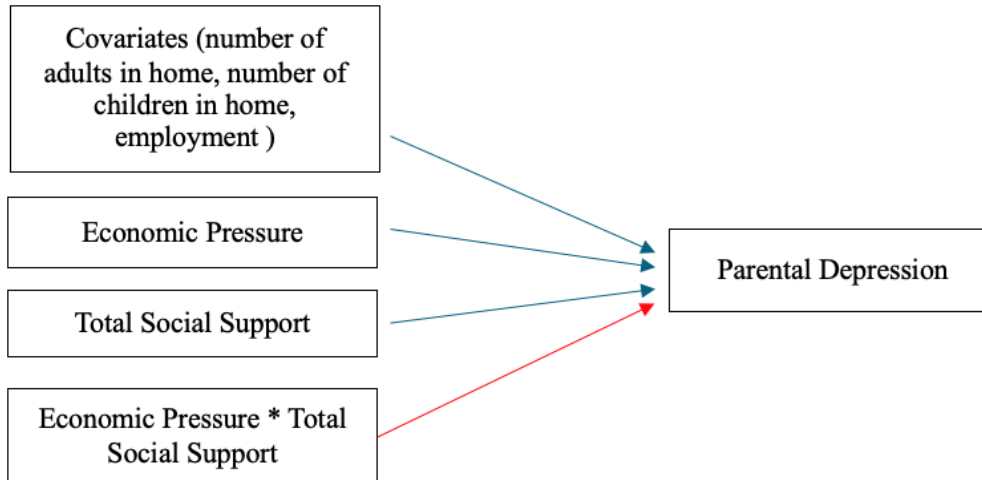 Covariates (number of
adults in home, number of
children in home,
employment )
Economic Pressure
Total Social Support
Economic Pressure * Total
Social Support
Parental Depression